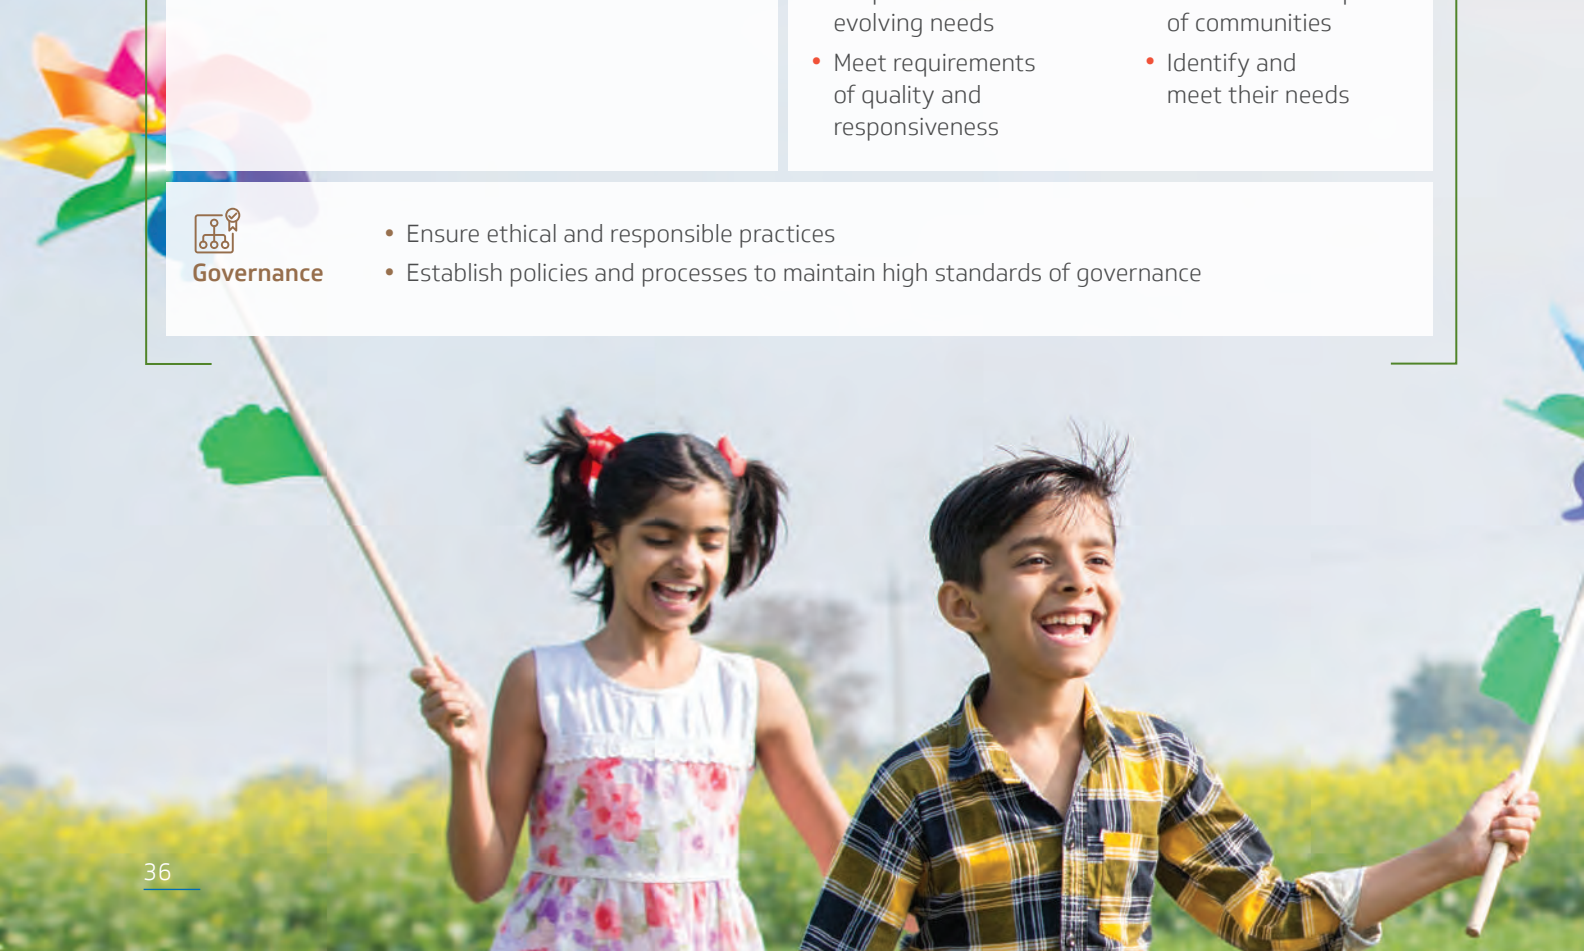 evolving needs
• Meet requirements
of quality and
responsiveness
of communities
• Identify and
meet their needs
Governance
• Ensure ethical and responsible practices
• Establish policies and processes to maintain high standards of governance
36